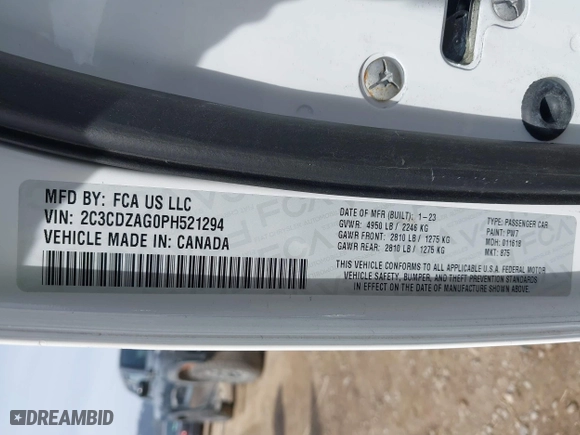 MFD BY: FCA US LLC
VIN: 2C3CDZAG0PH521294
VEHICLE MADE IN: CANADA
DATE OF MFR (BUILT): 1-23
GVWR: 4950 LB / 2246 KG
GAWR FRONT: 2810 LB / 1275 KG
GAWR REAR: 2810 LB / 1275 KG
TYPE: PASSENGER CAR
PAINT: PW7
MDH: 011618
MKT: 875
THIS VEHICLE CONFORMS TO ALL APPLICABLE U.S.A. FEDERAL MOTOR
VEHICLE SAFETY, BUMPER, AND THEFT PREVENTION STANDARDS
IN EFFECT ON THE DATE OF MANUFACTURE SHOWN ABOVE.
DREAMBID